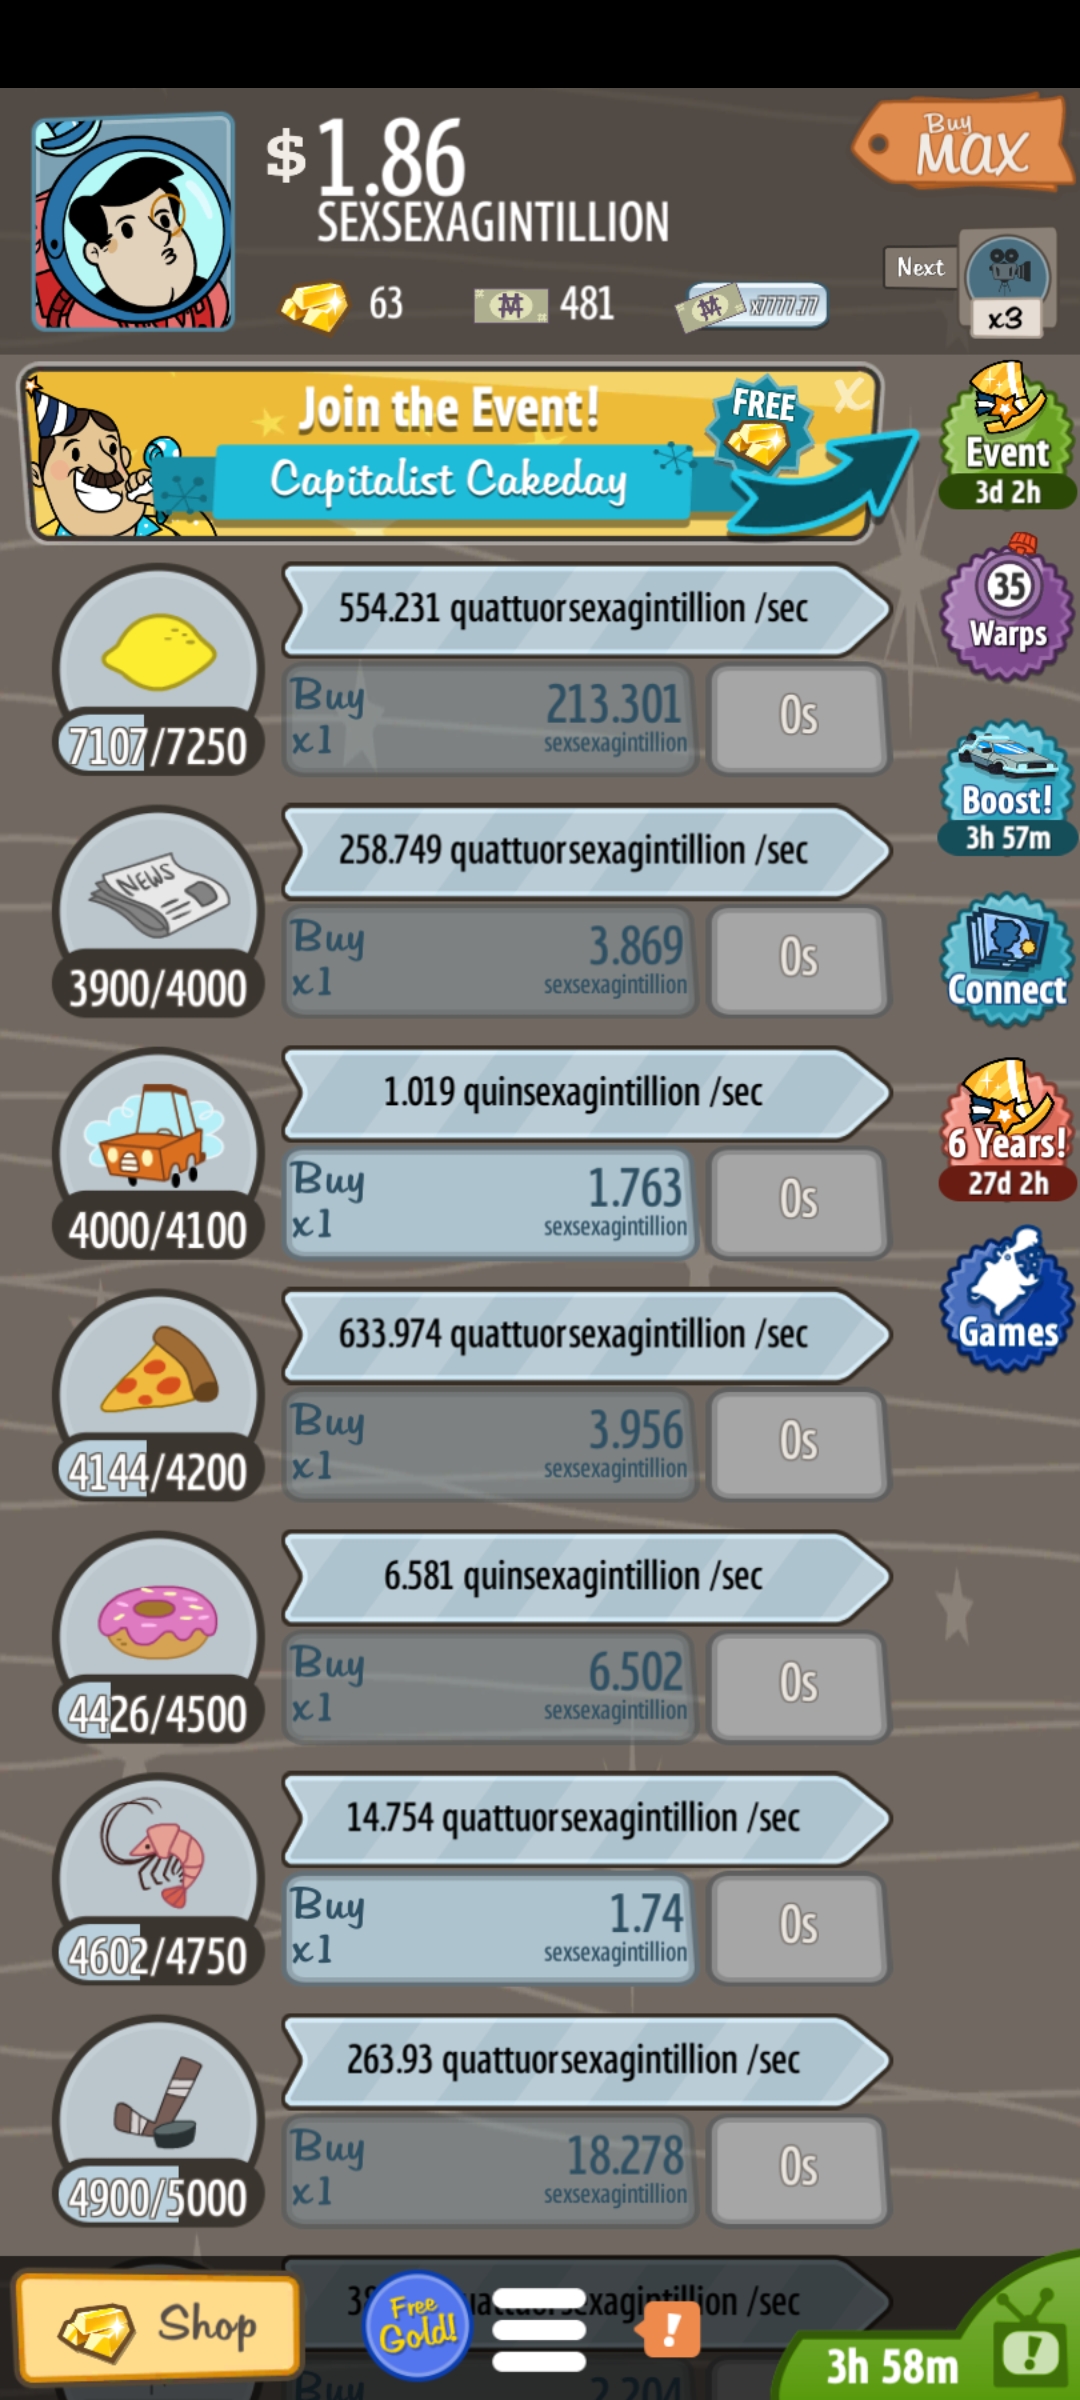 $1.86
SEXSEXAGINTILLION
Buy
MAX
63
481
x7777.77
Next
x3
Join the Event!
Capitalist Cakeday
FREE
x
Event
3d 2h
554.231 quattuorsexagintillion /sec
35
Warps
7107/7250
Buy
x1
213.301
sexsexagintillion
0s
Boost!
3h 57m
258.749 quattuorsexagintillion /sec
NEWS
3900/4000
Buy
x1
3.869
sexsexagintillion
0s
Connect
1.019 quinsexagintillion /sec
4000/4100
Buy
x1
1.763
sexsexagintillion
0s
6 Years!
27d 2h
633.974 quattuorsexagintillion /sec
Games
4144/4200
Buy
x1
3.956
sexsexagintillion
0s
6.581 quinsexagintillion /sec
4426/4500
Buy
x1
6.502
sexsexagintillion
0s
14.754 quattuorsexagintillion /sec
4602/4750
Buy
x1
1.74
sexsexagintillion
0s
263.93 quattuorsexagintillion /sec
4900/5000
Buy
x1
18.278
sexsexagintillion
0s
/sec
Shop
Free
Gold!
!
3h 58m
!
Buy
2.204